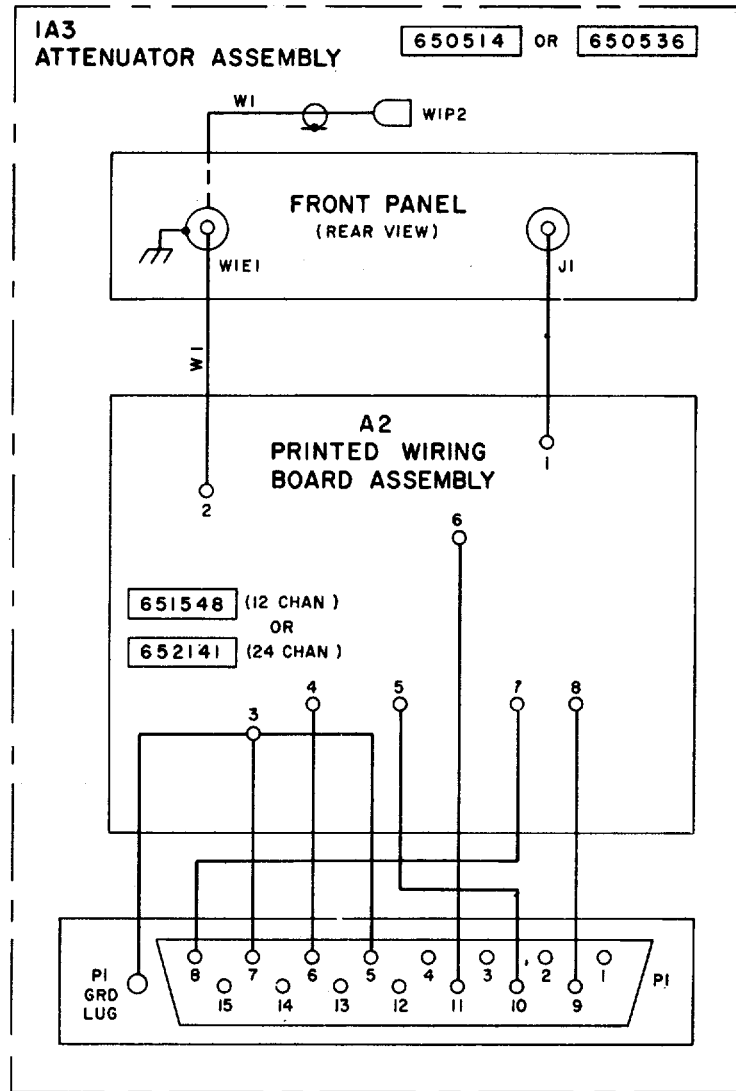 1A3
ATTENUATOR ASSEMBLY
650514 OR 650536
W1
W1P2
FRONT PANEL
(REAR VIEW)
W1E1
J1
W1
A2
PRINTED WIRING
BOARD ASSEMBLY
1
2
6
651548 (12 CHAN)
OR
652141 (24 CHAN)
4 5 7 8
3
P1
GRD
LUG
8 7 6 5 4 3 2 1
15 14 13 12 11 10 9
P1